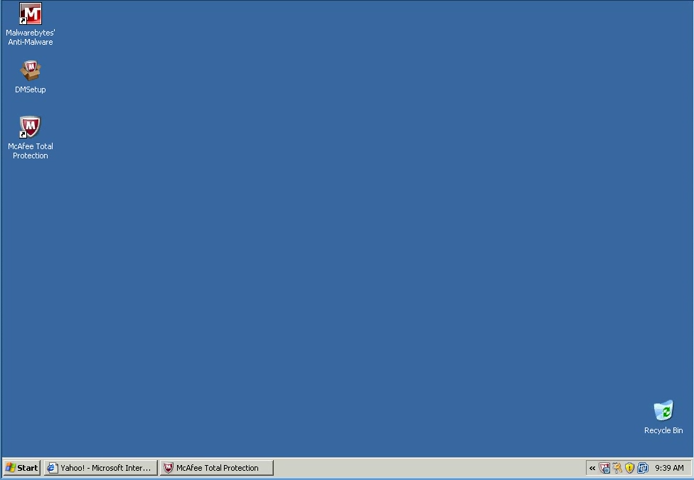 Malwarebytes'
Anti-Malware
DMSetup
McAfee Total
Protection
Recycle Bin
Start
Yahoo! - Microsoft Inter...
McAfee Total Protection
9:39 AM